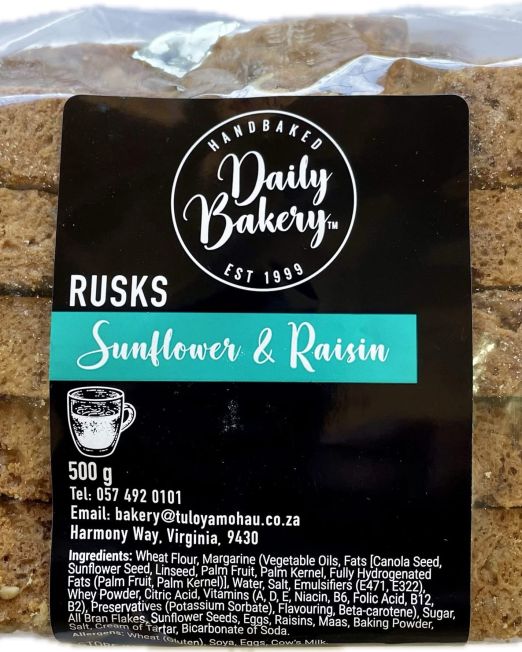 HANDBAKED
Daily
Bakery™
EST 1999
RUSKS
Sunflower & Raisin
500 g
Tel: 057 492 0101
Email: bakery@tuloyamohau.co.za
Harmony Way, Virginia, 9430
Ingredients: Wheat Flour, Margarine (Vegetable Oils, Fats [Canola Seed,
Sunflower Seed, Linseed, Palm Fruit, Palm Kernel, Fully Hydrogenated
Fats (Palm Fruit, Palm Kernel)], Water, Salt, Emulsifiers (E471, E322),
Whey Powder, Citric Acid, Vitamins (A, D, E, Niacin, B6, Folic Acid, B12,
B2), Preservatives (Potassium Sorbate), Flavouring, Beta-carotene), Sugar,
All Bran Flakes, Sunflower Seeds, Eggs, Raisins, Maas, Baking Powder,
Salt, Cream of Tartar, Bicarbonate of Soda.
Allergens: Wheat (Gluten), Soya, Eggs, Cow's Milk